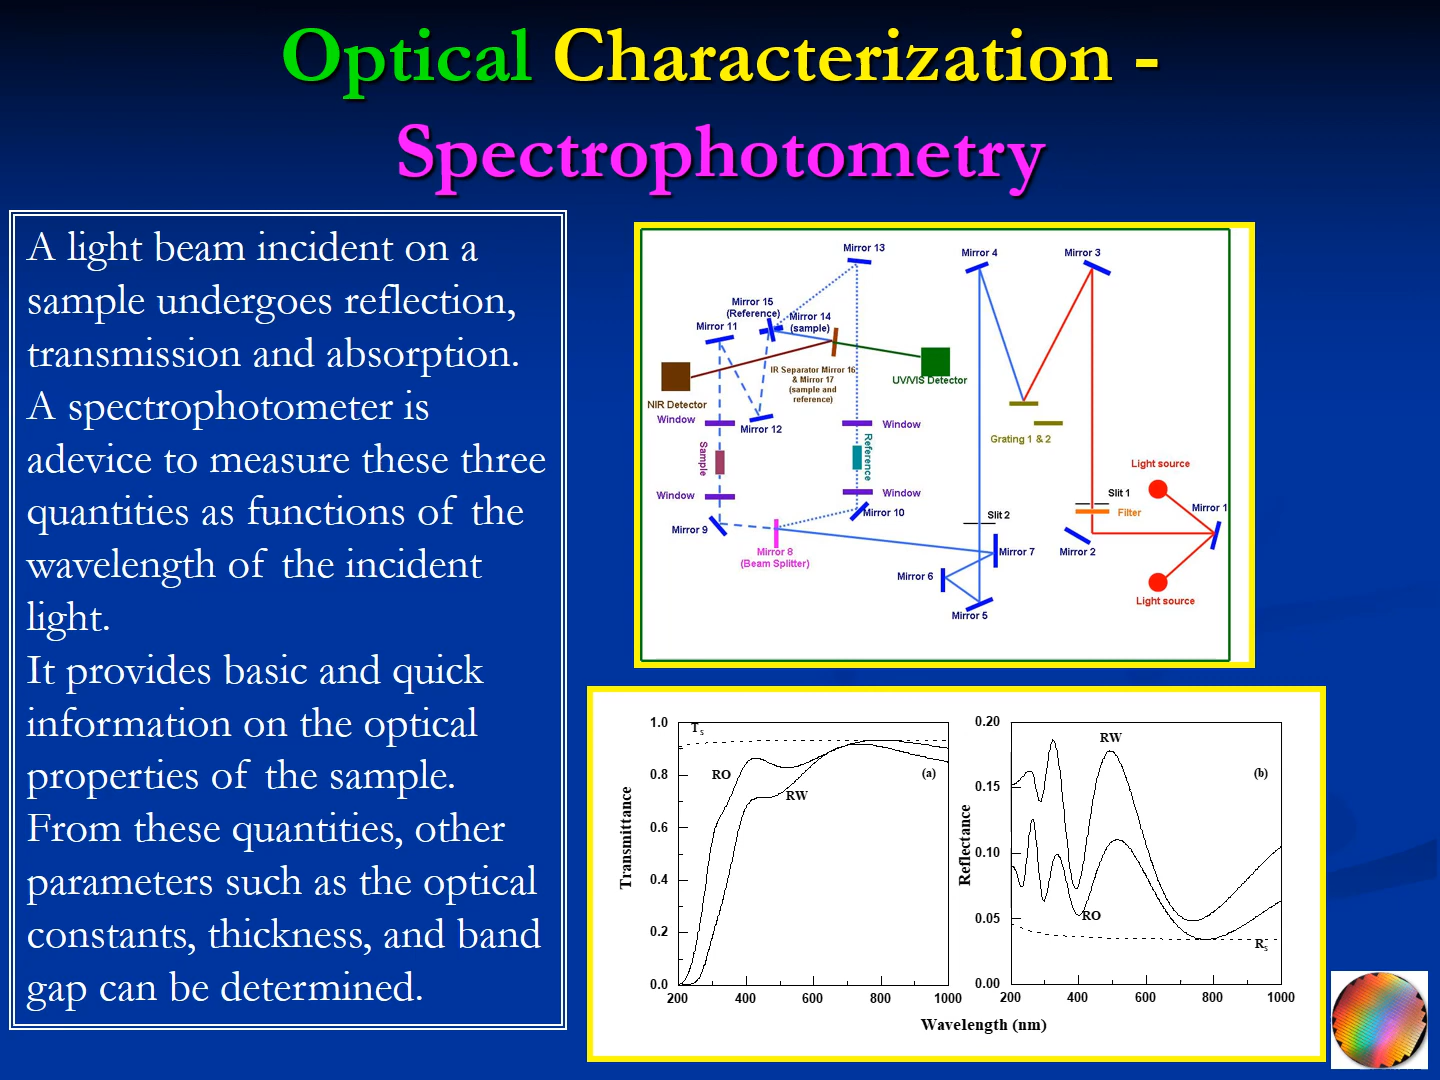 Optical Characterization -
Spectrophotometry
A light beam incident on a
sample undergoes reflection,
transmission and absorption.
A spectrophotometer is
adevice to measure these three
quantities as functions of the
wavelength of the incident
light.
It provides basic and quick
information on the optical
properties of the sample.
From these quantities, other
parameters such as the optical
constants, thickness, and band
gap can be determined.
Mirror 13
Mirror 4
Mirror 3
Mirror 15
(Reference)
Mirror 14
(sample)
Mirror 11
IR Separator Mirror 16
& Mirror 17
(sample and
reference)
UV/VIS Detector
NIR Detector
Window
Mirror 12
Window
Grating 1 & 2
Sample
Reference
Light source
Window
Window
Slit 1
Filter
Mirror 1
Mirror 10
Slit 2
Mirror 9
Mirror 8
(Beam Splitter)
Mirror 7
Mirror 2
Mirror 6
Mirror 5
Light source
1.0
0.8
0.6
0.4
0.2
0.0
Transmittance
Ts
RO
RW
(a)
200 400 600 800 1000
0.20
0.15
0.10
0.05
0.00
Reflectance
RW
(b)
RO
Rs
200 400 600 800 1000
Wavelength (nm)